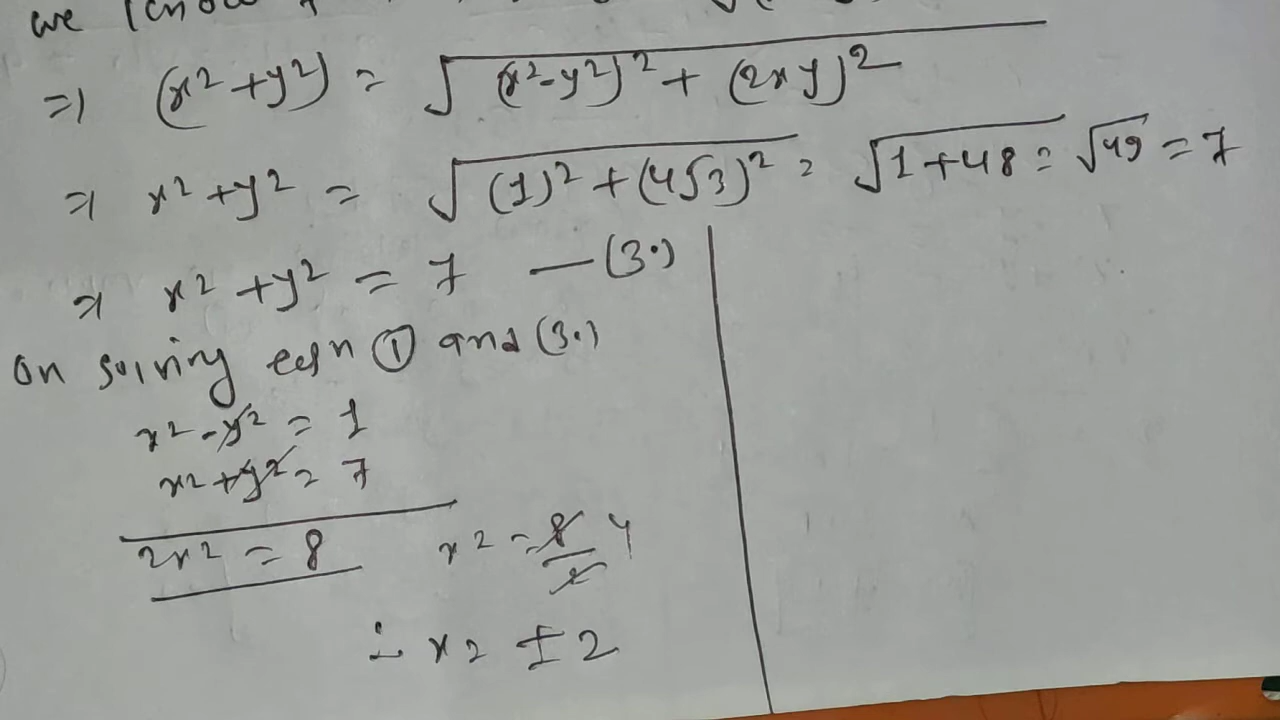 we know
⇒ (x²+y²) = √(x²-y²)²+(2xy)²
⇒ x²+y² = √(1)²+(4√3)² = √1+48 = √49 = 7
⇒ x²+y² = 7 —(3.)
on solving eqn ① and (3.)
x²-y² = 1
x²+y² = 7
2x² = 8 x² = 8/2 4
∴ x = ±2